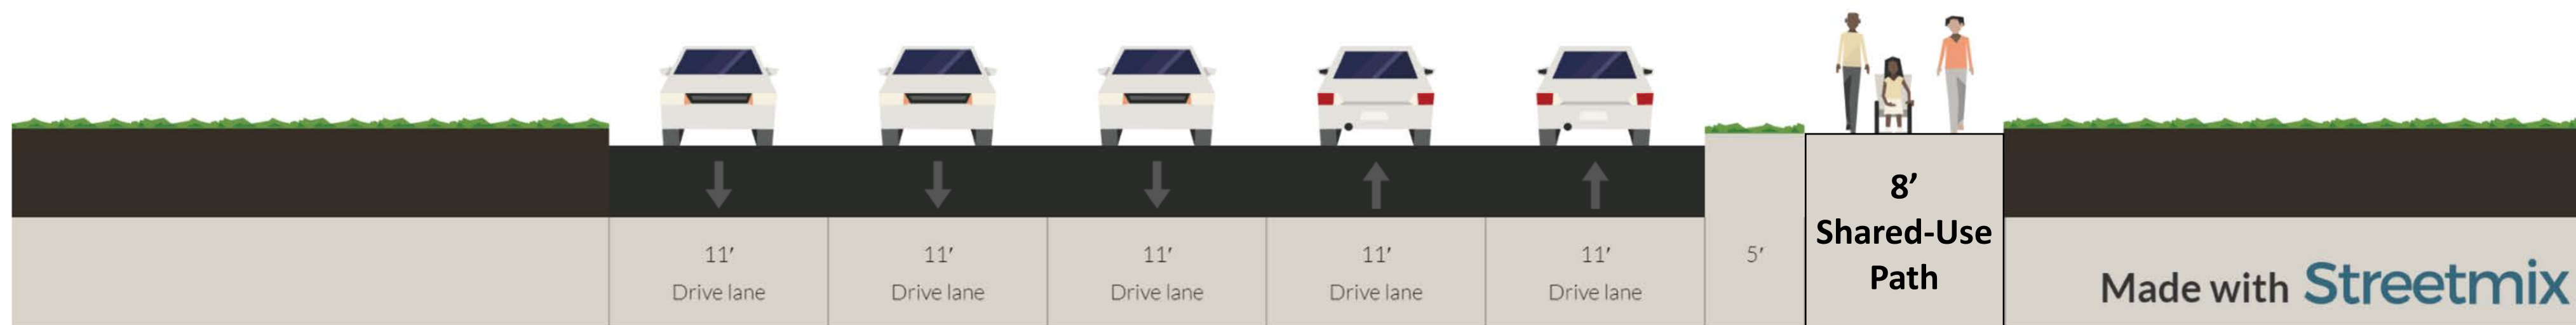 11'
Drive lane
11'
Drive lane
11'
Drive lane
11'
Drive lane
11'
Drive lane
5'
8’
Shared-Use
Path
Made with Streetmix